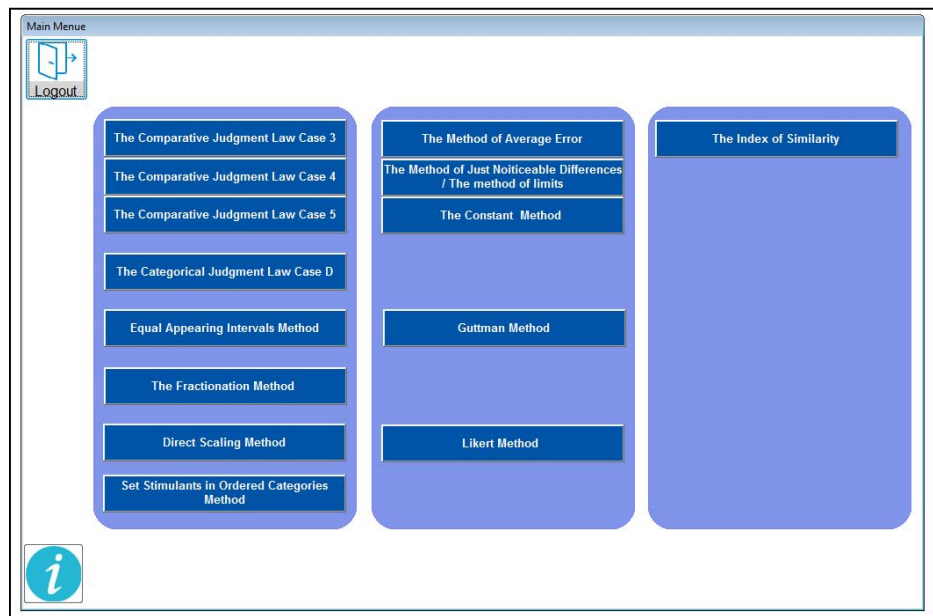 Main Menue
Logout
The Comparative Judgment Law Case 3
The Comparative Judgment Law Case 4
The Comparative Judgment Law Case 5
The Categorical Judgment Law Case D
Equal Appearing Intervals Method
The Fractionation Method
Direct Scaling Method
Set Stimulants in Ordered Categories
Method
The Method of Average Error
The Method of Just Noiticeable Differences
/ The method of limits
The Constant Method
Guttman Method
Likert Method
The Index of Similarity
i